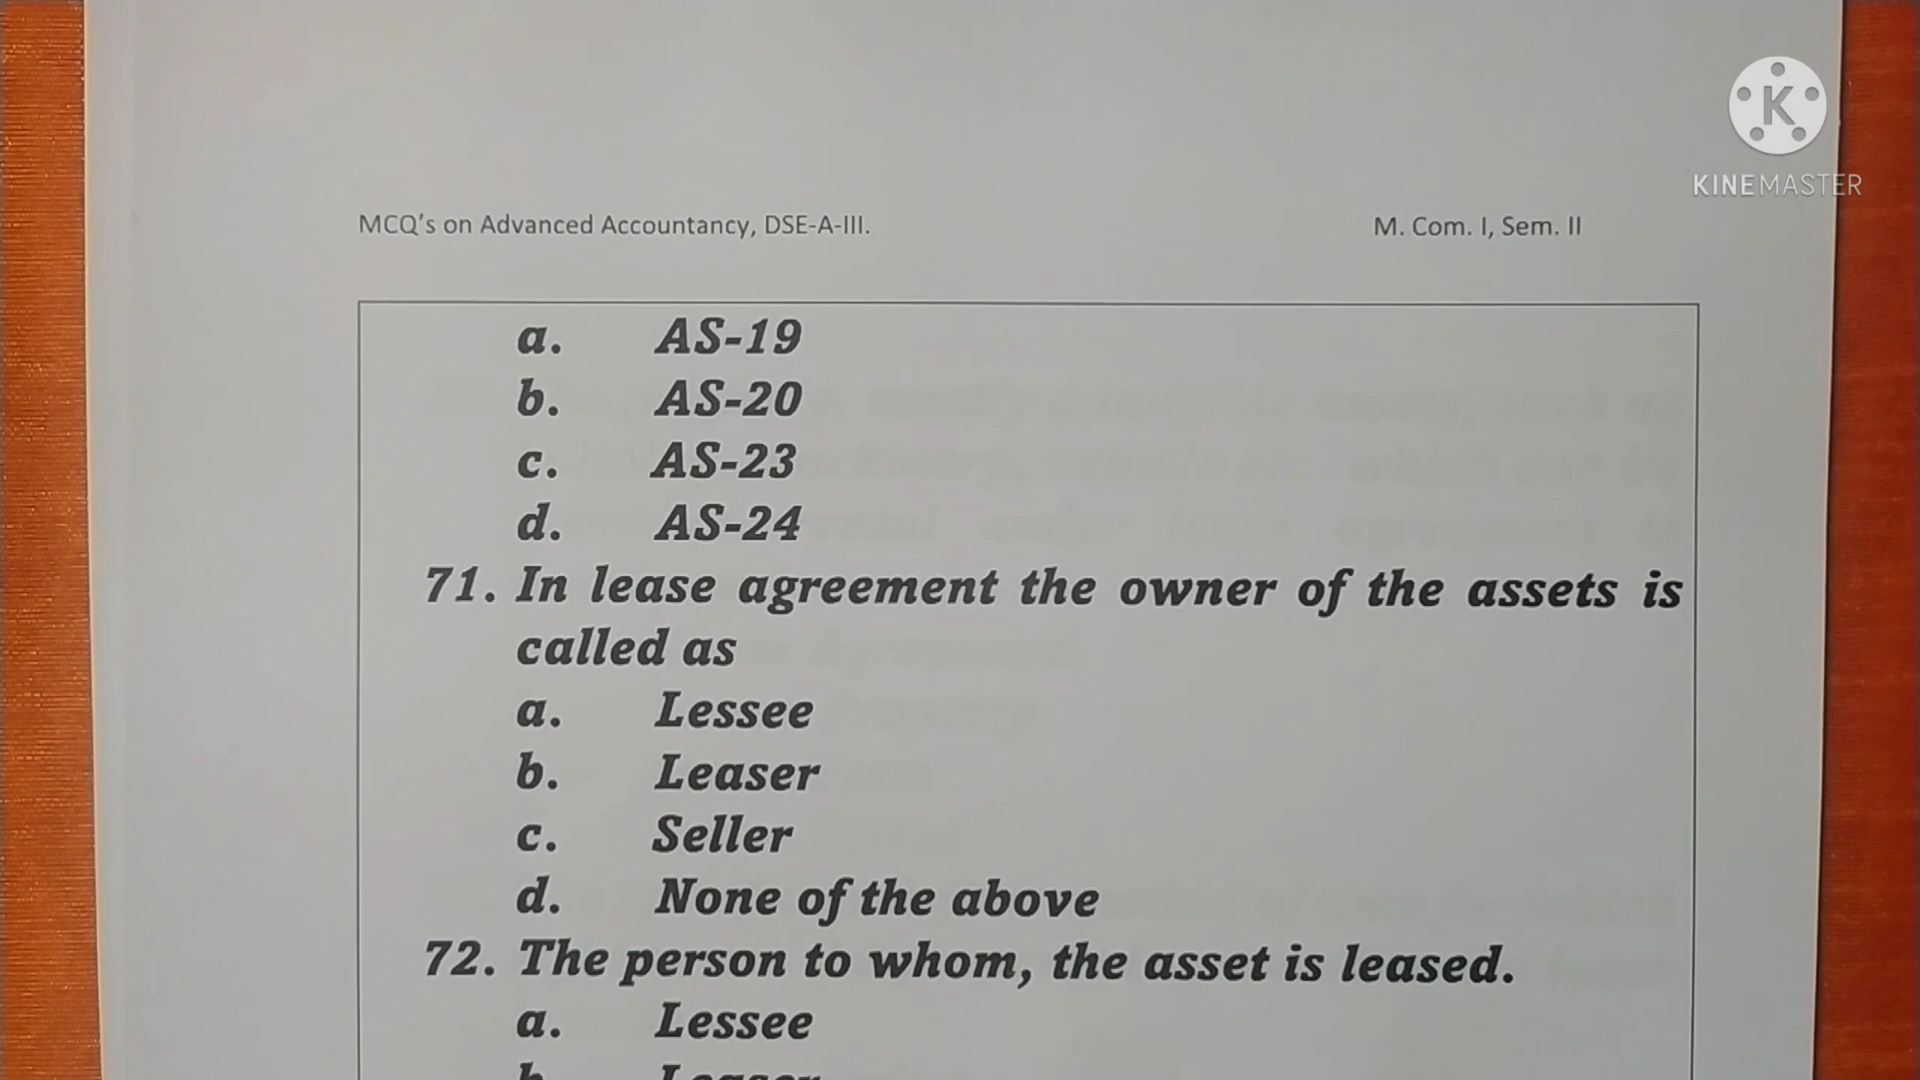 KINEMASTER
MCQ's on Advanced Accountancy, DSE-A-III. M. Com. I, Sem. II
a. AS-19
b. AS-20
c. AS-23
d. AS-24
71. In lease agreement the owner of the assets is
called as
a. Lessee
b. Leaser
c. Seller
d. None of the above
72. The person to whom, the asset is leased.
a. Lessee
b. Leaser